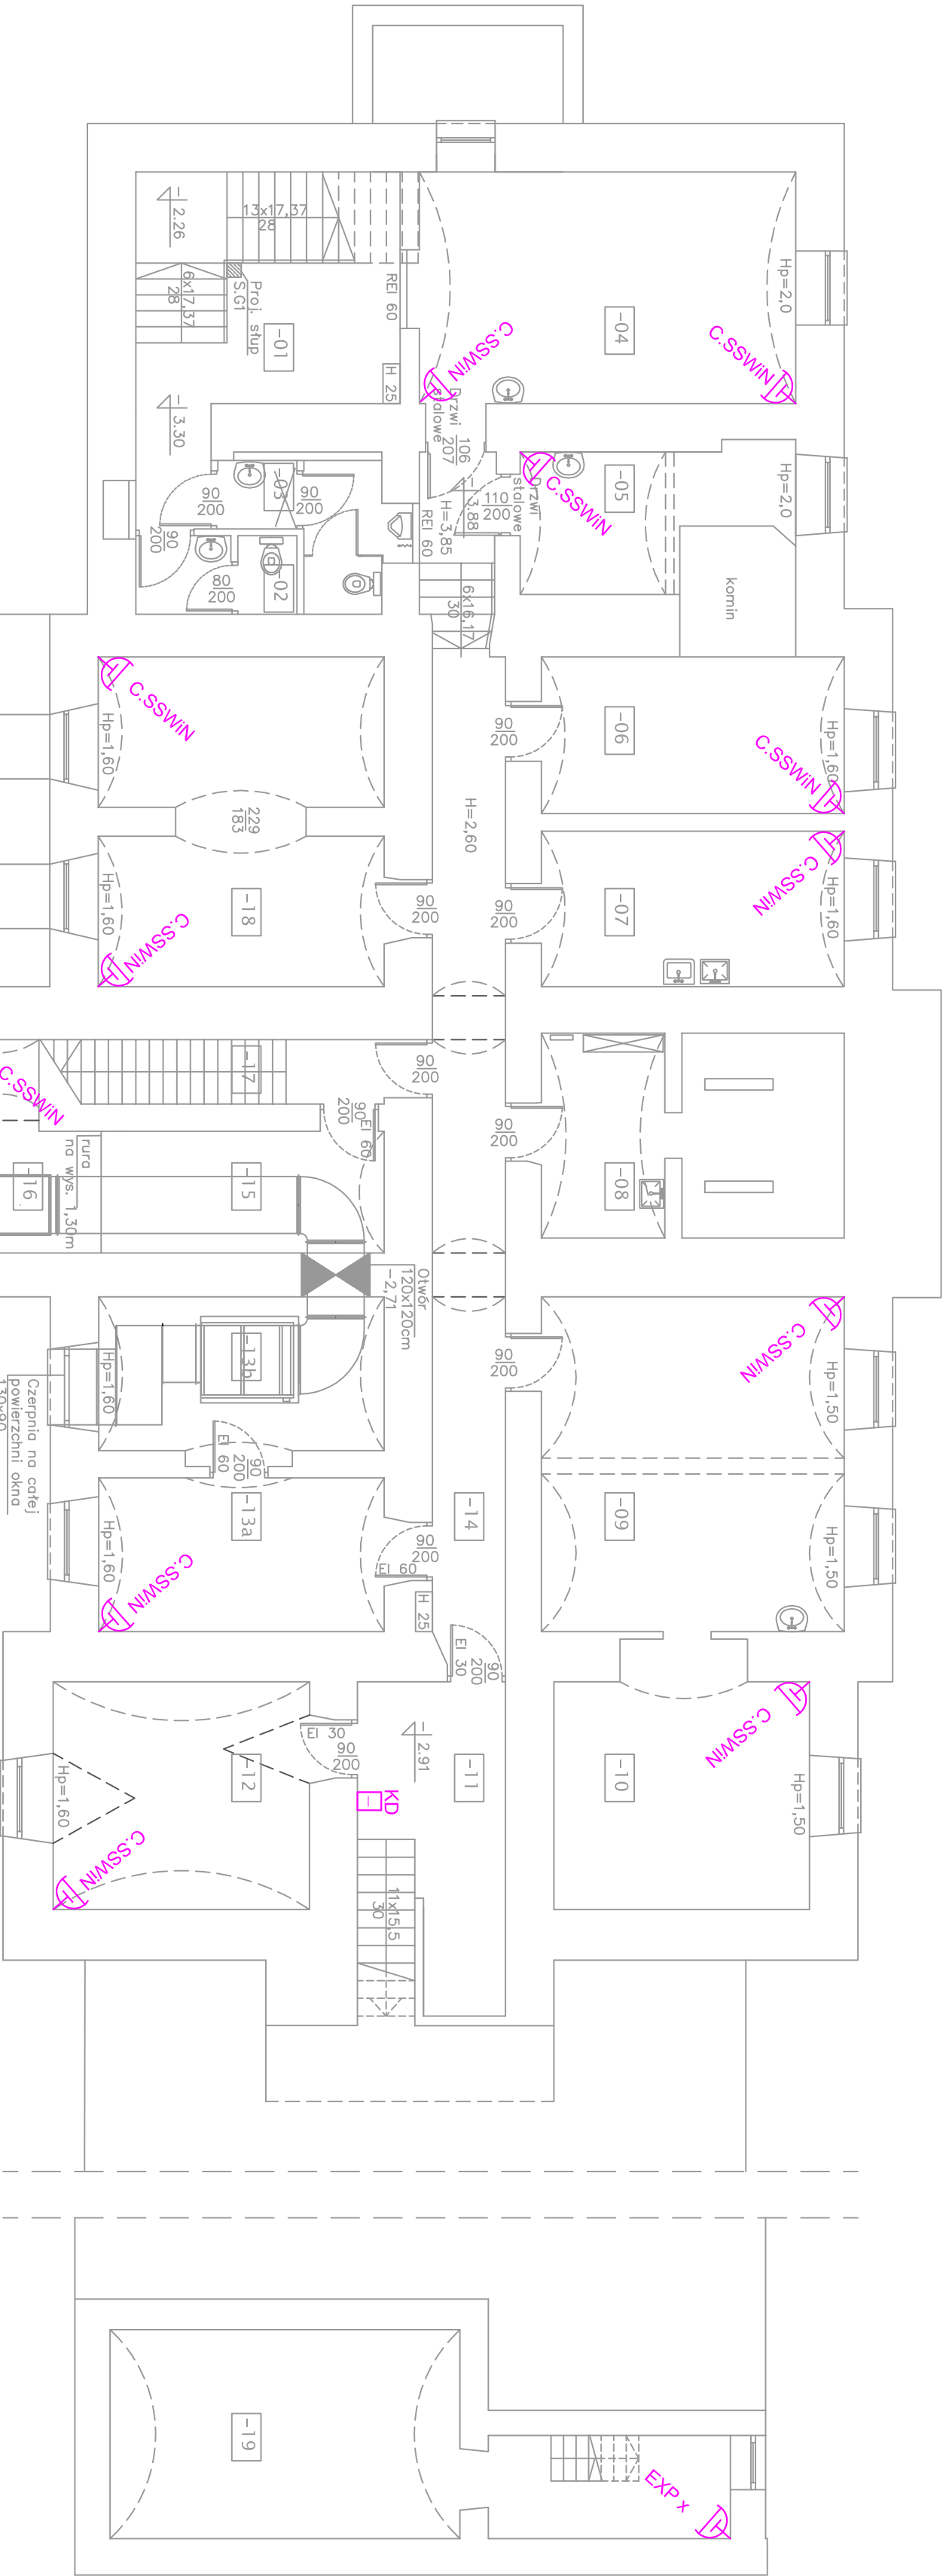 Hp=2,0
-04
C.SSWiN
C.SSWiN
-2.26
13x17,37
28
6x17,37
28
Proj. słup
S.G1
REI 60
-01
H 25
-3.30
Drzwi
stalowe
106
207
Hp=2,0
-05
C.SSWiN
Drzwi
stalowe
110
200
-3.88
H=3,85
REI 60
-03
90
200
90
200
90
200
80
200
-02
6x16,17
30
komin
C.SSWiN
Hp=1,60
90
200
-06
C.SSWiN
Hp=1,60
229
183
H=2,60
Hp=1,60
-18
C.SSWiN
90
200
90
200
-07
C.SSWiN
Hp=1,60
C.SSWiN
-17
90
200
90
200
EI 60
90
200
-08
rura
na wys. 1,30m
-16
-15
Otwór
120x120cm
-2,71
Hp=1,60
-13b
90
200
C.SSWiN
Hp=1,50
Czerpnia na całej
powierzchni okna
130x90
90
200
EI 60
Hp=1,60
-13a
C.SSWiN
90
200
EI 60
-14
-09
Hp=1,50
H 25
90
200
EI 30
C.SSWiN
EI 30
90
200
-2.91
-11
-10
Hp=1,50
Hp=1,60
-12
KD
C.SSWiN
11x15,5
30
-19
EXP x